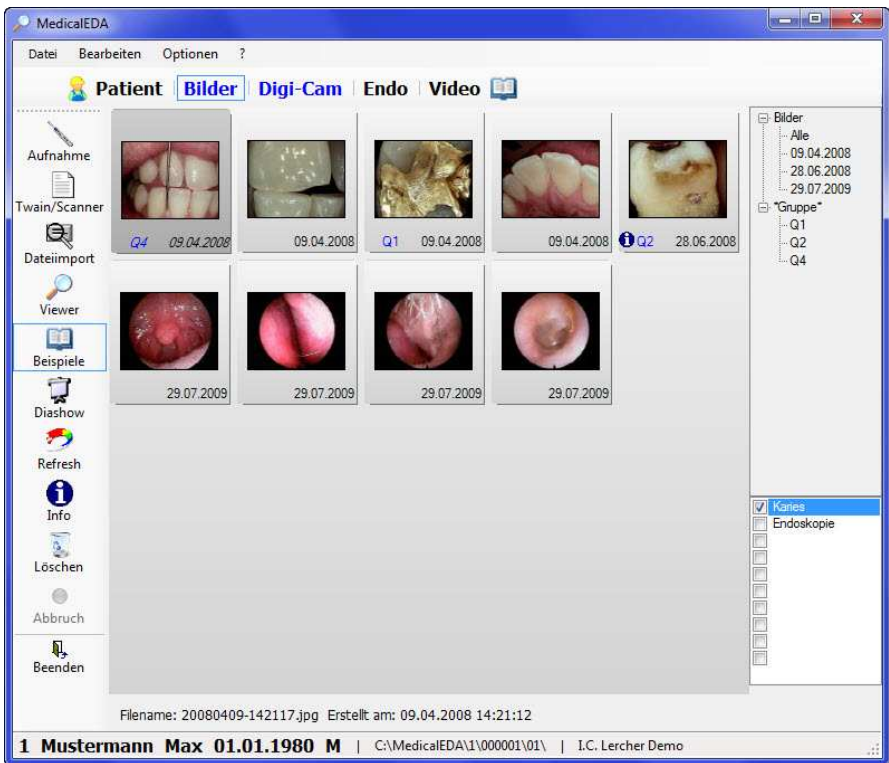 MedicalEDA
Datei Bearbeiten Optionen ?
Patient Bilder Digi-Cam Endo Video
Aufnahme
Twain/Scanner
Dateiimport
Viewer
Beispiele
Diashow
Refresh
Info
Löschen
Abbruch
Beenden
Q4 09.04.2008
09.04.2008
Q1 09.04.2008
09.04.2008
Q2 28.06.2008
29.07.2009
29.07.2009
29.07.2009
29.07.2009
Bilder
Alle
09.04.2008
28.06.2008
29.07.2009
*Gruppe*
Q1
Q2
Q4
Karies
Endoskopie
Filename: 20080409-142117.jpg Erstellt am: 09.04.2008 14:21:12
1 Mustermann Max 01.01.1980 M | C:\MedicalEDA\1\000001\01\ | I.C. Lercher Demo